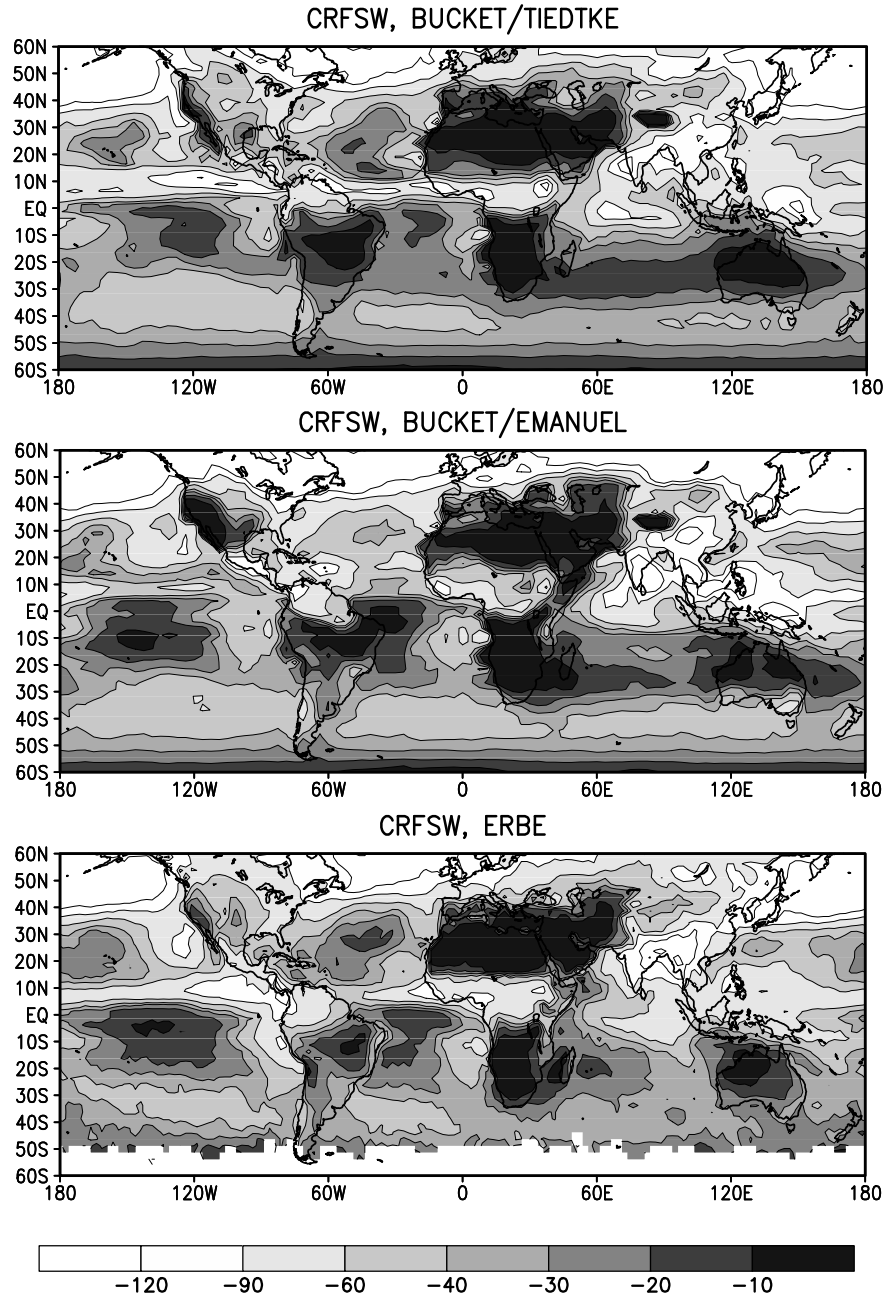 CRFSW, BUCKET/TIEDTKE
60N
50N
40N
30N
20N
10N
EQ
10S
20S
30S
40S
50S
60S
180 120W 60W 0 60E 120E 180
CRFSW, BUCKET/EMANUEL
60N
50N
40N
30N
20N
10N
EQ
10S
20S
30S
40S
50S
60S
180 120W 60W 0 60E 120E 180
CRFSW, ERBE
60N
50N
40N
30N
20N
10N
EQ
10S
20S
30S
40S
50S
60S
180 120W 60W 0 60E 120E 180
−120 −90 −60 −40 −30 −20 −10